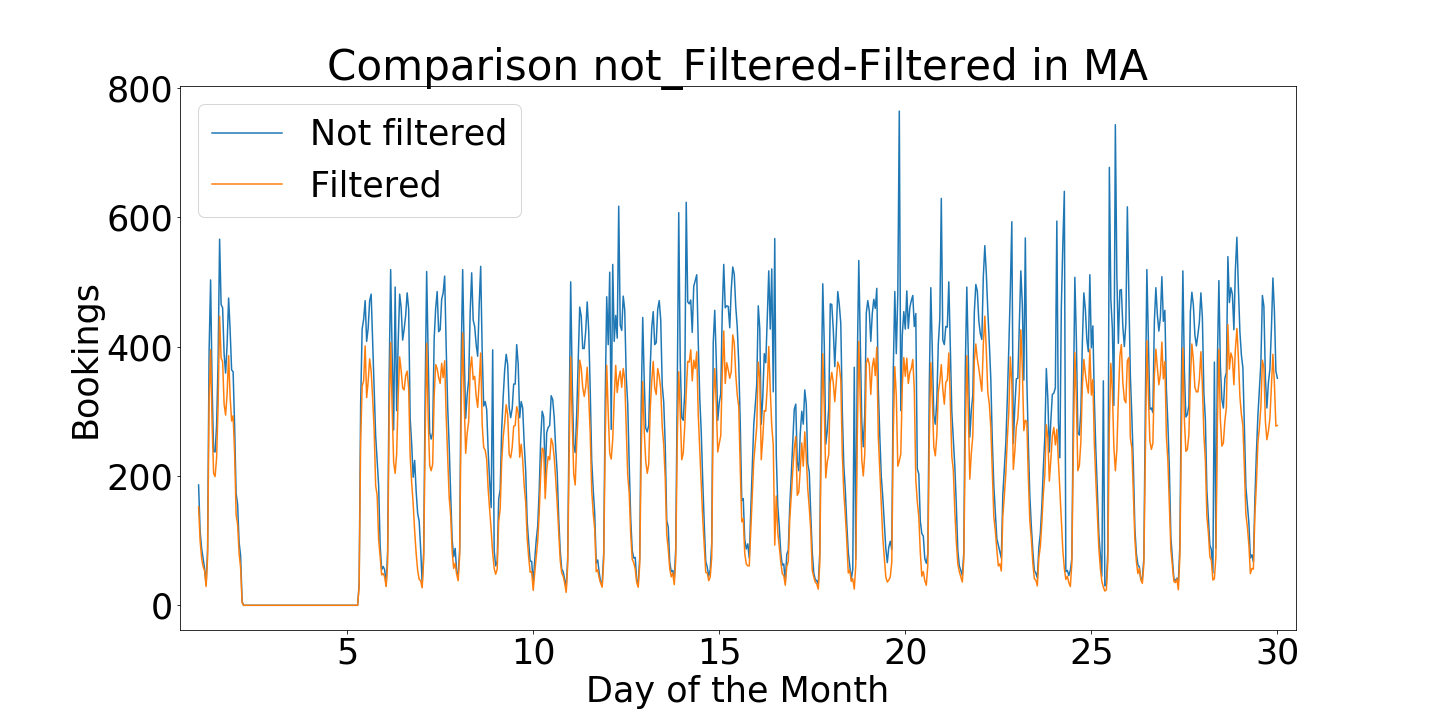 Comparison not_Filtered-Filtered in MA
800
600
400
200
0
Bookings
Not filtered
Filtered
5 10 15 20 25 30
Day of the Month